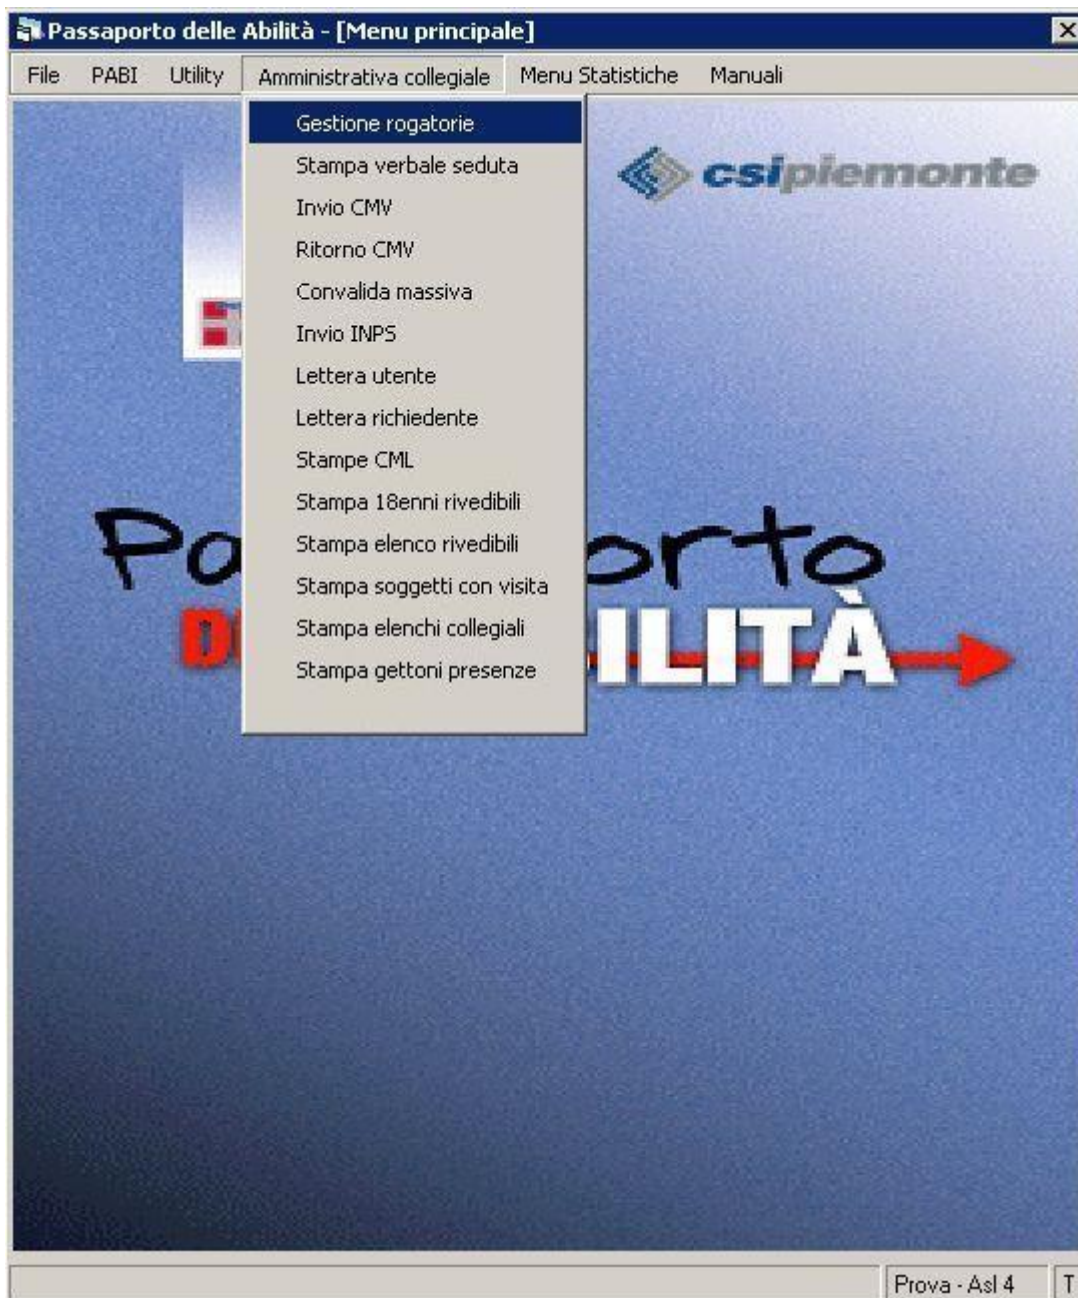 Passaporto delle Abilità - [Menu principale]
File PABI Utility Amministrativa collegiale Menu Statistiche Manuali
Gestione rogatorie
Stampa verbale seduta
Invio CMV
Ritorno CMV
Convalida massiva
Invio INPS
Lettera utente
Lettera richiedente
Stampe CML
Stampa 18enni rivedibili
Stampa elenco rivedibili
Stampa soggetti con visita
Stampa elenchi collegiali
Stampa gettoni presenze
csipiemonte
Pa orto
D ILITÀ
Prova - Asl 4 T